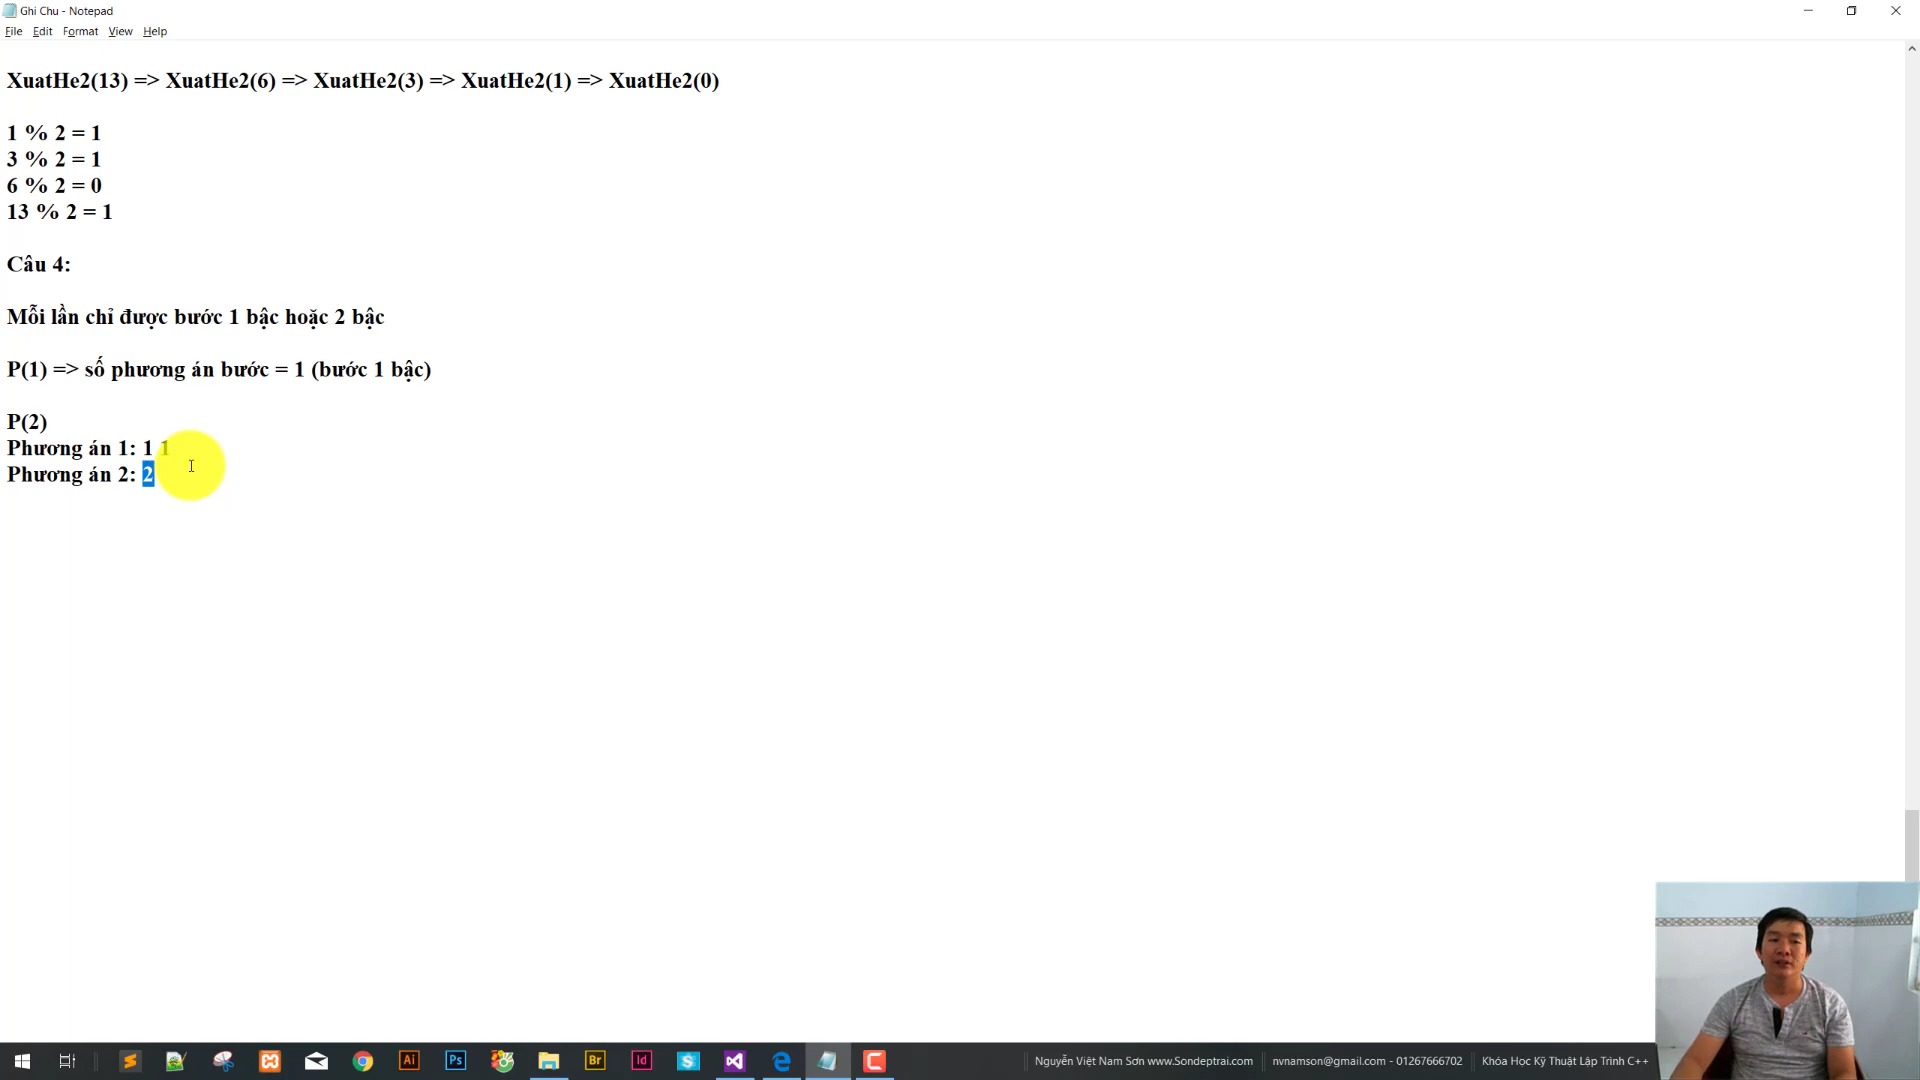 Ghi Chu - Notepad
File Edit Format View Help
XuatHe2(13) => XuatHe2(6) => XuatHe2(3) => XuatHe2(1) => XuatHe2(0)
1 % 2 = 1
3 % 2 = 1
6 % 2 = 0
13 % 2 = 1
Câu 4:
Mỗi lần chỉ được bước 1 bậc hoặc 2 bậc
P(1) => số phương án bước = 1 (bước 1 bậc)
P(2)
Phương án 1: 1 1
Phương án 2: 2
Ai Ps Br Id Nguyễn Việt Nam Sơn www.Sondeptrai.com nvnamson@gmail.com - 01267666702 Khóa Học Kỹ Thuật Lập Trình C++